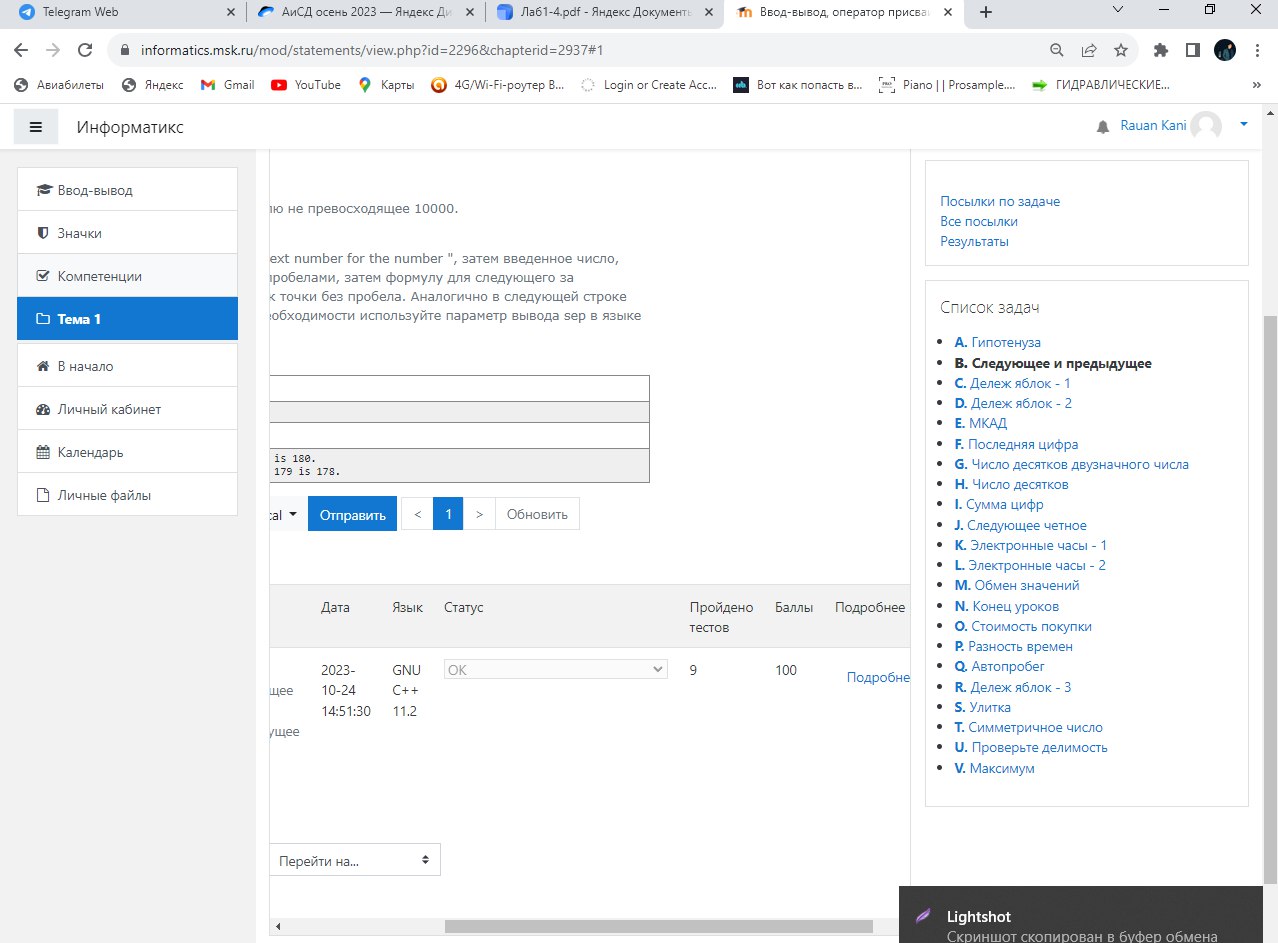 Telegram Web
АиСД осень 2023 — Яндекс Ди
Лаб1-4.pdf - Яндекс Документы
Ввод-вывод, оператор присва
informatics.msk.ru/mod/statements/view.php?id=2296&chapterid=2937#1
Авиабилеты
Яндекс
Gmail
YouTube
Карты
4G/Wi-Fi-роутер B...
Login or Create Acc...
Вот как попасть в...
Piano | | Prosample....
ГИДРАВЛИЧЕСКИЕ...
»
Информатикс
Rauan Kani
Ввод-вывод
Значки
Компетенции
Тема 1
В начало
Личный кабинет
Календарь
Личные файлы
лю не превосходящее 10000.
ext number for the number ", затем введенное число,
пробелами, затем формулу для следующего за
к точки без пробела. Аналогично в следующей строке
еобходимости используйте параметр вывода sep в языке
is 180.
179 is 178.
cal
Отправить
<
1
>
Обновить
Дата
Язык
Статус
Пройдено
тестов
Баллы
Подробнее
щее
ущее
2023-
10-24
14:51:30
GNU
C++
11.2
OK
9
100
Подробне
Перейти на...
Посылки по задаче
Все посылки
Результаты
Список задач
A. Гипотенуза
B. Следующее и предыдущее
C. Дележ яблок - 1
D. Дележ яблок - 2
E. МКАД
F. Последняя цифра
G. Число десятков двузначного числа
H. Число десятков
I. Сумма цифр
J. Следующее четное
K. Электронные часы - 1
L. Электронные часы - 2
M. Обмен значений
N. Конец уроков
O. Стоимость покупки
P. Разность времен
Q. Автопробег
R. Дележ яблок - 3
S. Улитка
T. Симметричное число
U. Проверьте делимость
V. Максимум
Lightshot
Скриншот скопирован в буфер обмена